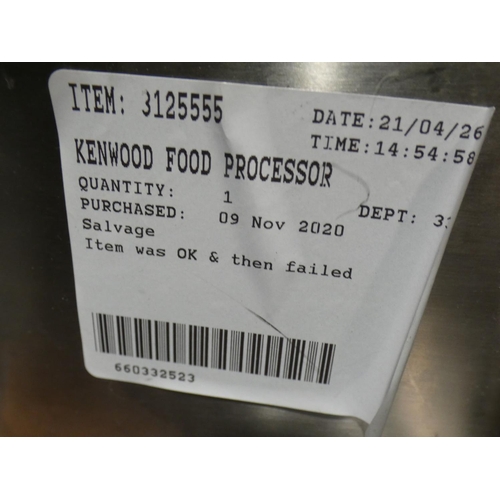 ITEM: 3125555
DATE:21/04/26
TIME:14:54:58
KENWOOD FOOD PROCESSOR
QUANTITY: 1
PURCHASED: 09 Nov 2020
DEPT:
Salvage
Item was OK & then failed
660332523